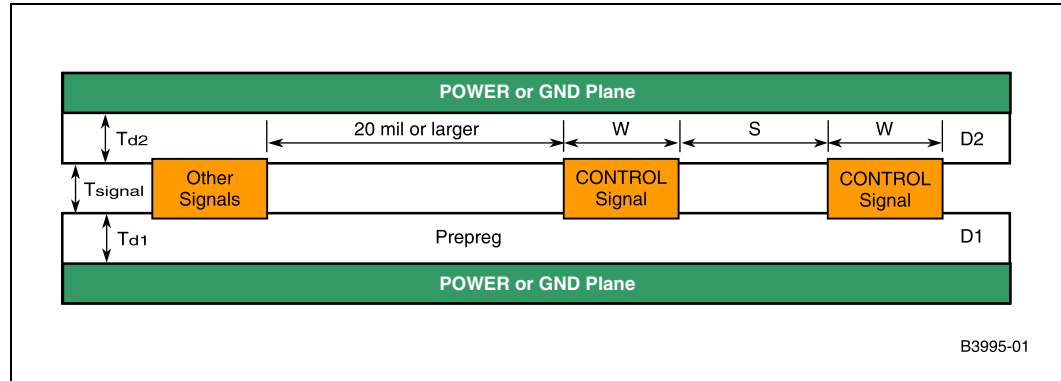 POWER or GND Plane
Td2
20 mil or larger
W
S
W
D2
Tsignal
Other
Signals
CONTROL
Signal
CONTROL
Signal
Td1
Prepreg
D1
POWER or GND Plane
B3995-01